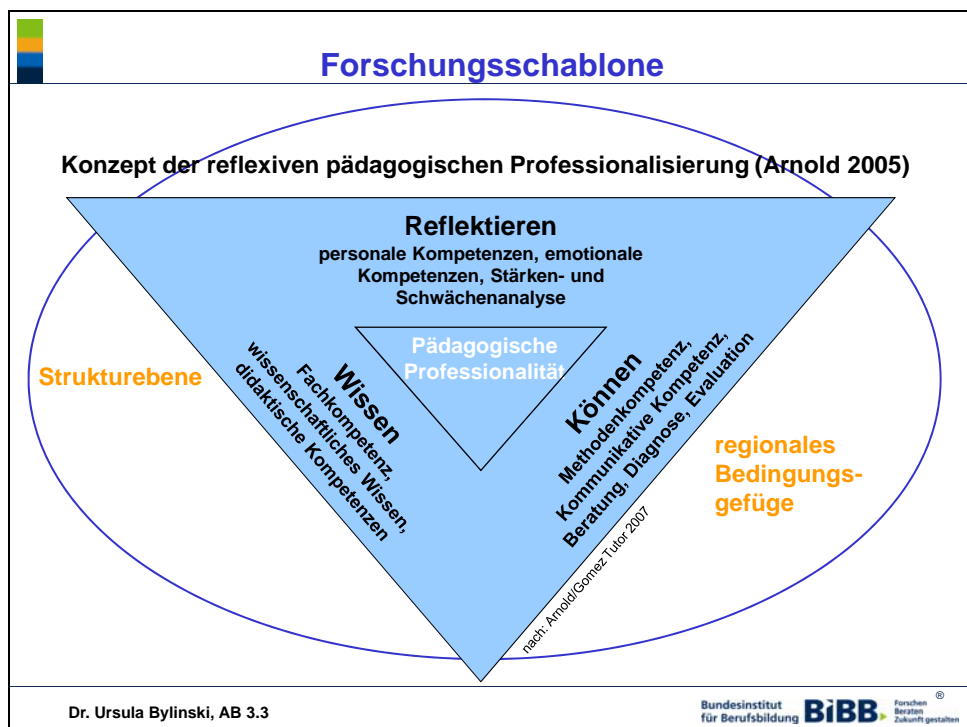 Forschungsschablone
Konzept der reflexiven pädagogischen Professionalisierung (Arnold 2005)
Reflektieren
personale Kompetenzen, emotionale
Kompetenzen, Stärken- und
Schwächenanalyse
Pädagogische
Professionalität
Strukturebene
Wissen
Fachkompetenz,
wissenschaftliches Wissen,
didaktische Kompetenzen
Können
Methodenkompetenz,
Kommunikative Kompetenz,
Beratung, Diagnose, Evaluation
regionales
Bedingungs-
gefüge
nach: Arnold/Gomez Tutor 2007
Dr. Ursula Bylinski, AB 3.3
Bundesinstitut
für Berufsbildung
BiBB
Forschen
Beraten
Zukunft gestalten
®